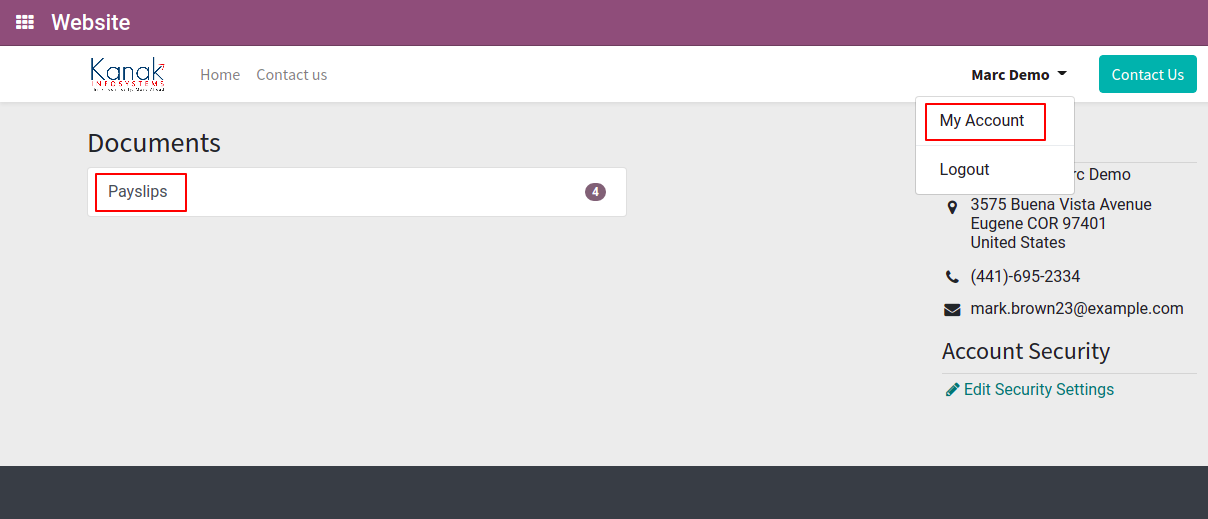 Website
Kanak
INFOSYSTEMS
Home
Contact us
Marc Demo
Contact Us
My Account
Logout
Documents
Payslips
4
rc Demo
3575 Buena Vista Avenue
Eugene COR 97401
United States
(441)-695-2334
mark.brown23@example.com
Account Security
Edit Security Settings